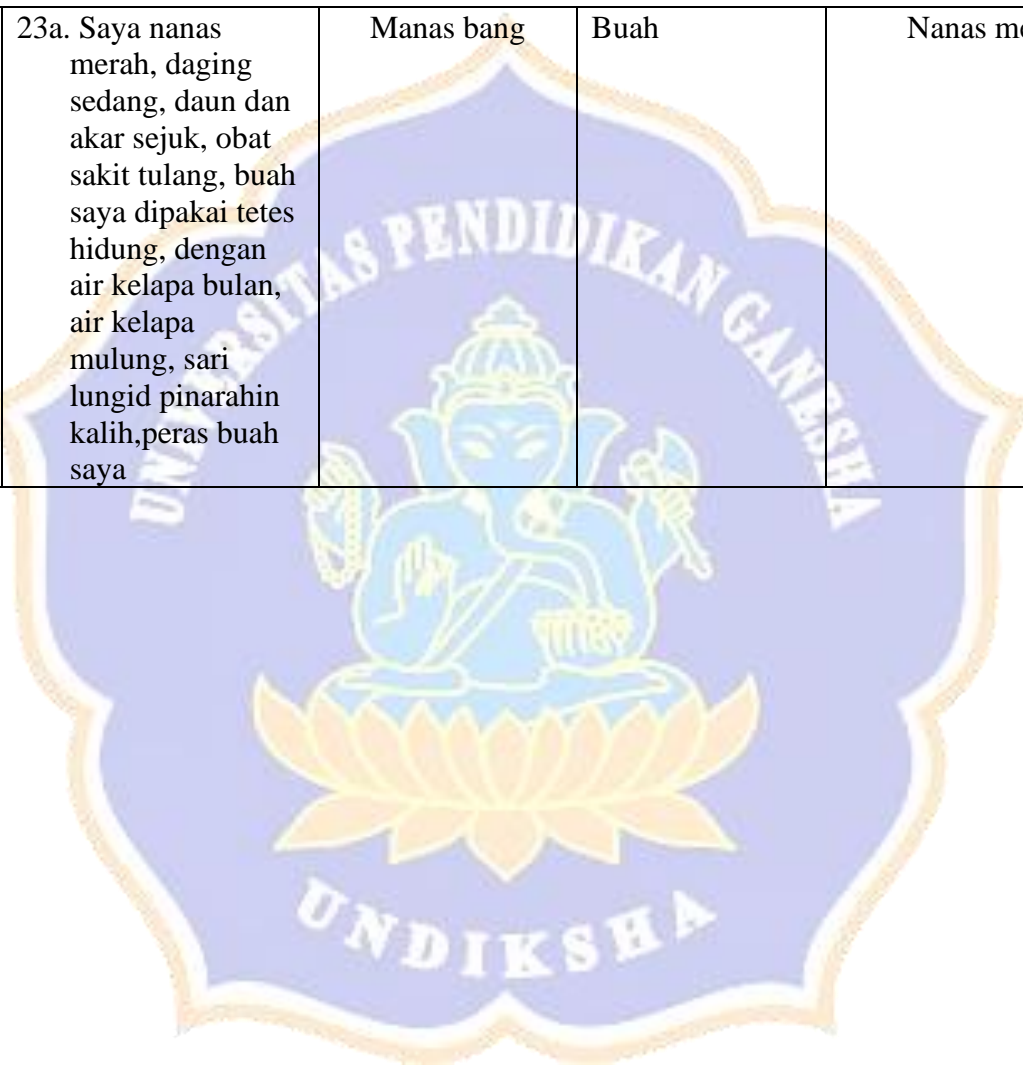 23a. Saya nanas
merah, daging
sedang, daun dan
akar sejuk, obat
sakit tulang, buah
saya dipakai tetes
hidung, dengan
air kelapa bulan,
air kelapa
mulung, sari
lungid pinarahin
kalih,peras buah
saya
Manas bang
Buah
Nanas
UNIVERSITAS PENDIDIKAN GANESHA
UNDIKSHA